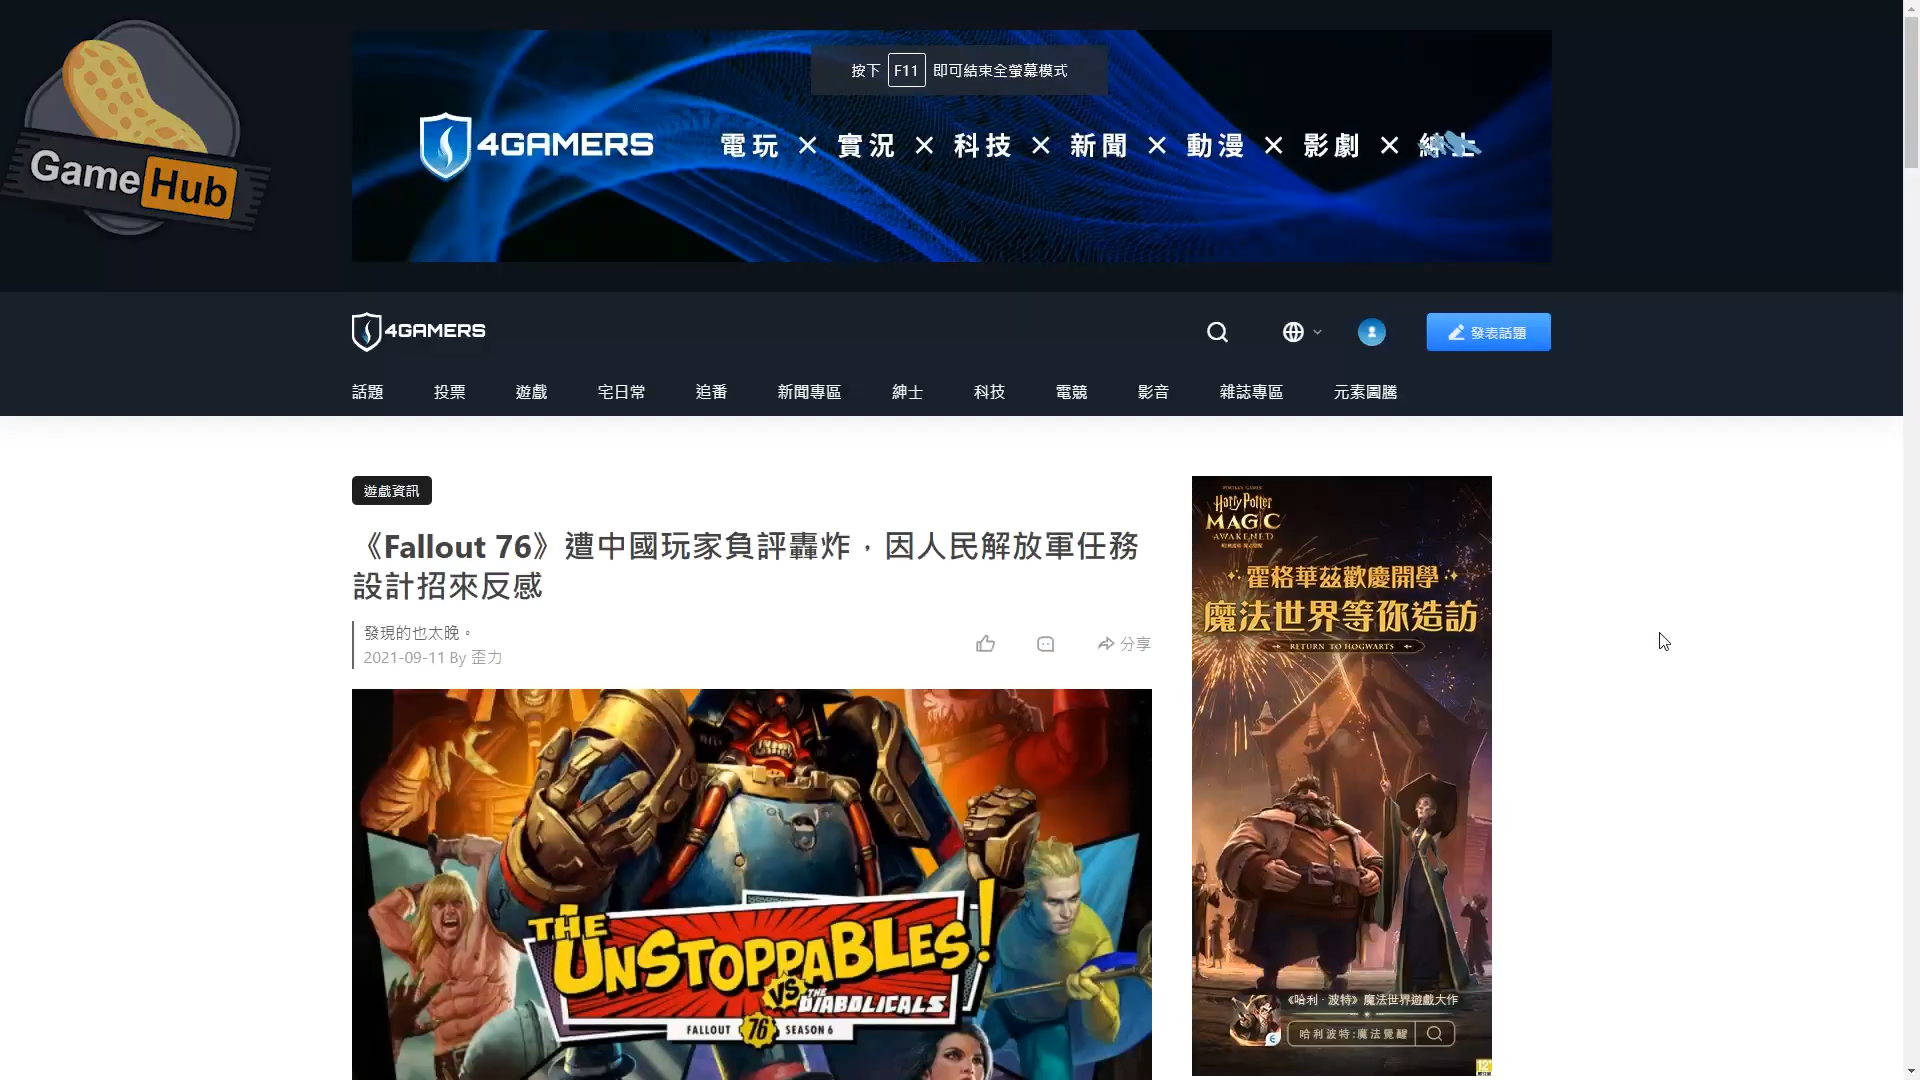 Game Hub
按下 F11 即可結束全螢幕模式
4GAMERS 電玩 × 實況 × 科技 × 新聞 × 動漫 × 影劇 × 紳士
4GAMERS
發表話題
話題 投票 遊戲 宅日常 追番 新聞專區 紳士 科技 電競 影音 雜誌專區 元素圖騰
遊戲資訊
《Fallout 76》遭中國玩家負評轟炸，因人民解放軍任務
設計招來反感
發現的也太晚。
2021-09-11 By 歪力
分享
THE
UNSTOPPABLES!
VS THE DIABOLICALS
FALLOUT 76 SEASON 6
PORTKEY GAMES
Harry Potter
MAGIC
AWAKENED
霍格華茲歡慶開學
魔法世界等你造訪
RETURN TO HOGWARTS
《哈利·波特》魔法世界遊戲大作
哈利波特:魔法覺醒
12+